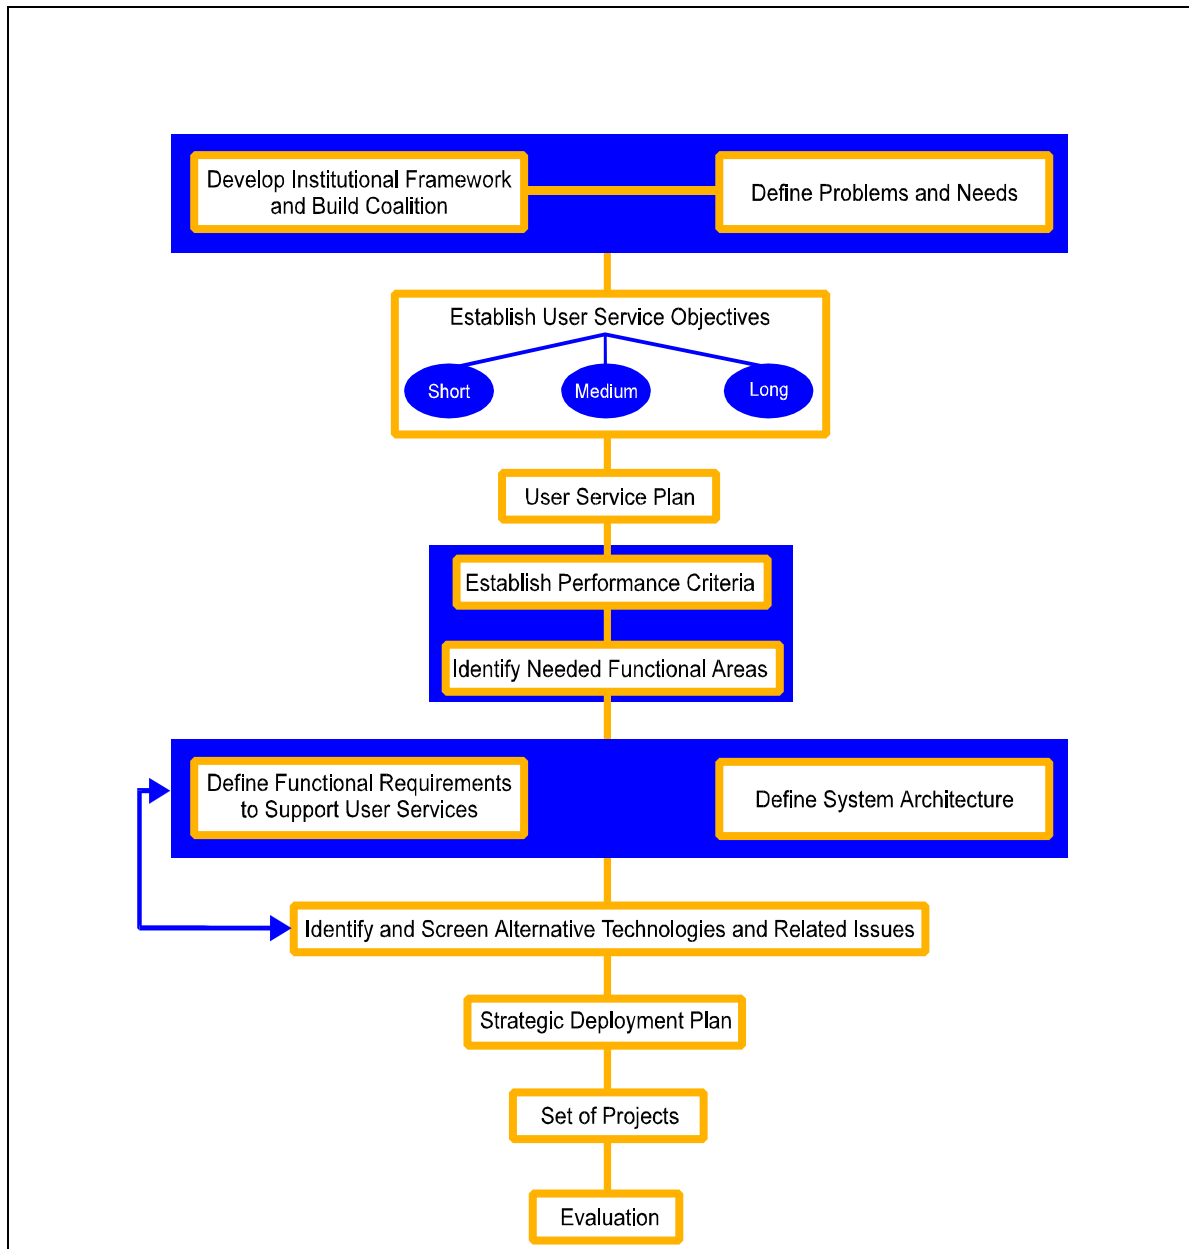 Develop Institutional Framework
and Build Coalition
Define Problems and Needs
Establish User Service Objectives
Short
Medium
Long
User Service Plan
Establish Performance Criteria
Identify Needed Functional Areas
Define Functional Requirements
to Support User Services
Define System Architecture
Identify and Screen Alternative Technologies and Related Issues
Strategic Deployment Plan
Set of Projects
Evaluation